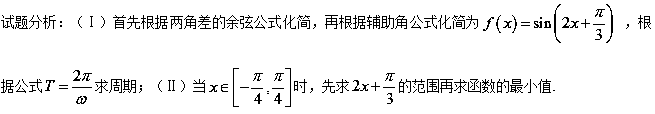 试题分析：（Ⅰ）首先根据两角差的余弦公式化简，再根据辅助角公式化简为 f(x)=sin(2x+π/3) ，根
据公式 T=2π/ω 求周期；（Ⅱ）当 x∈[-π/4,π/4] 时，先求 2x+π/3 的范围再求函数的最小值.